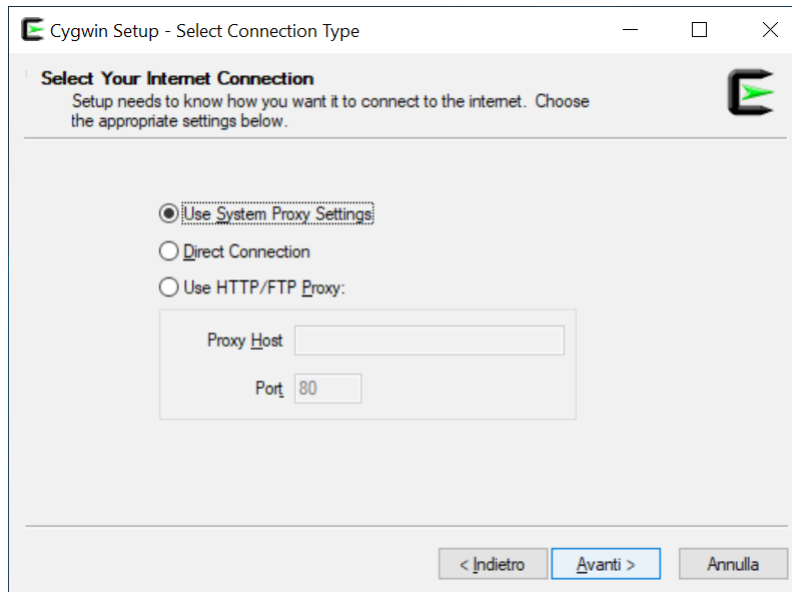 Cygwin Setup - Select Connection Type
Select Your Internet Connection
Setup needs to know how you want it to connect to the internet. Choose
the appropriate settings below.
Use System Proxy Settings
Direct Connection
Use HTTP/FTP Proxy:
Proxy Host
Port 80
< Indietro Avanti > Annulla